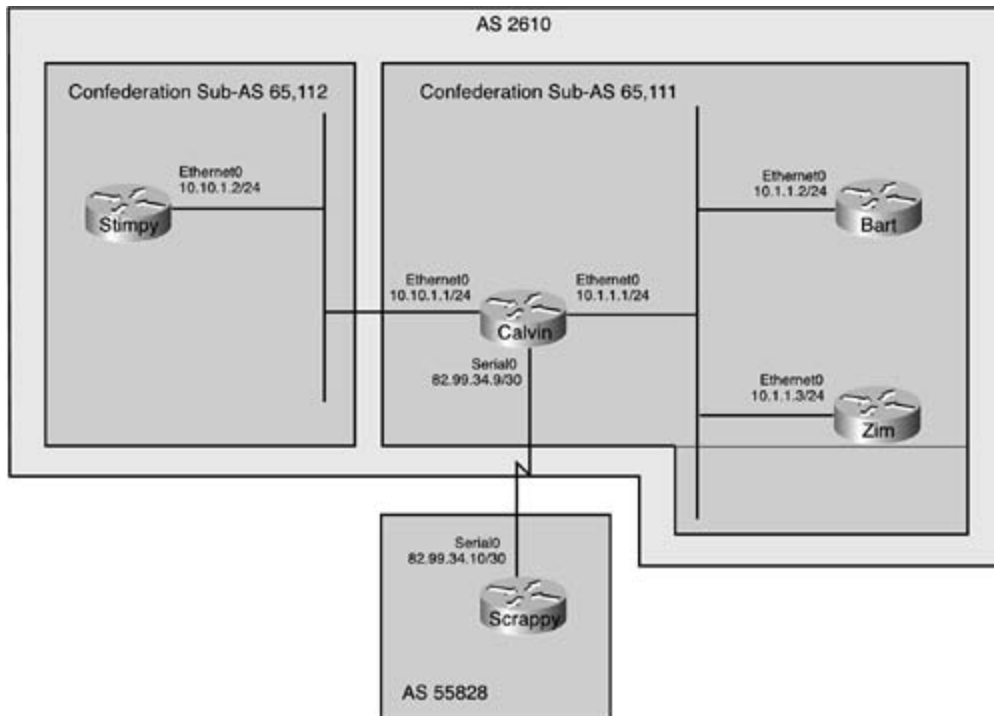 AS 2610
Confederation Sub-AS 65,112
Confederation Sub-AS 65,111
Ethernet0
10.10.1.2/24
Stimpy
Ethernet0
10.1.1.2/24
Bart
Ethernet0
10.10.1.1/24
Ethernet0
10.1.1.1/24
Calvin
Serial0
82.99.34.9/30
Ethernet0
10.1.1.3/24
Zim
Serial0
82.99.34.10/30
Scrappy
AS 55828